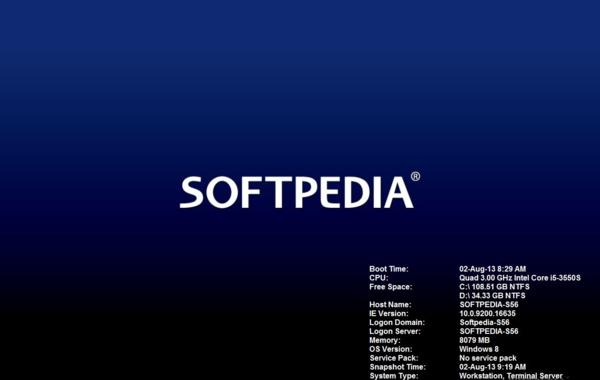 SOFTPEDIA®
Boot Time: 02-Aug-13 8:29 AM
CPU: Quad 3.00 GHz Intel Core i5-3550S
Free Space: C:\ 108.51 GB NTFS
D:\ 34.33 GB NTFS
Host Name: SOFTPEDIA-S56
IE Version: 10.0.9200.16635
Logon Domain: Softpedia-S56
Logon Server: SOFTPEDIA-S56
Memory: 8079 MB
OS Version: Windows 8
Service Pack: No service pack
Snapshot Time: 02-Aug-13 9:19 AM
System Type: Workstation, Terminal Server